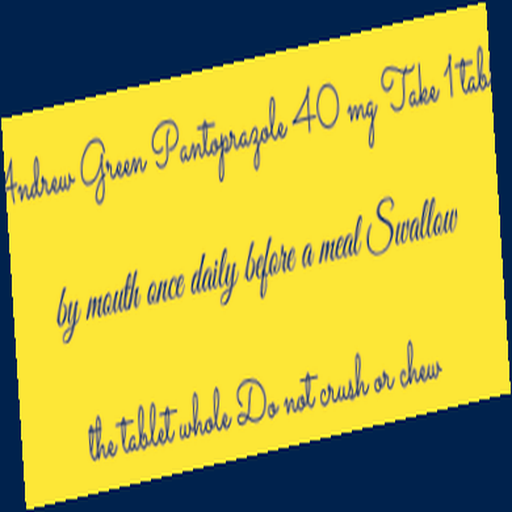 Andrew Green Pantoprazole 40 mg Take 1 tab
by mouth once daily before a meal Swallow
the tablet whole Do not crush or chew